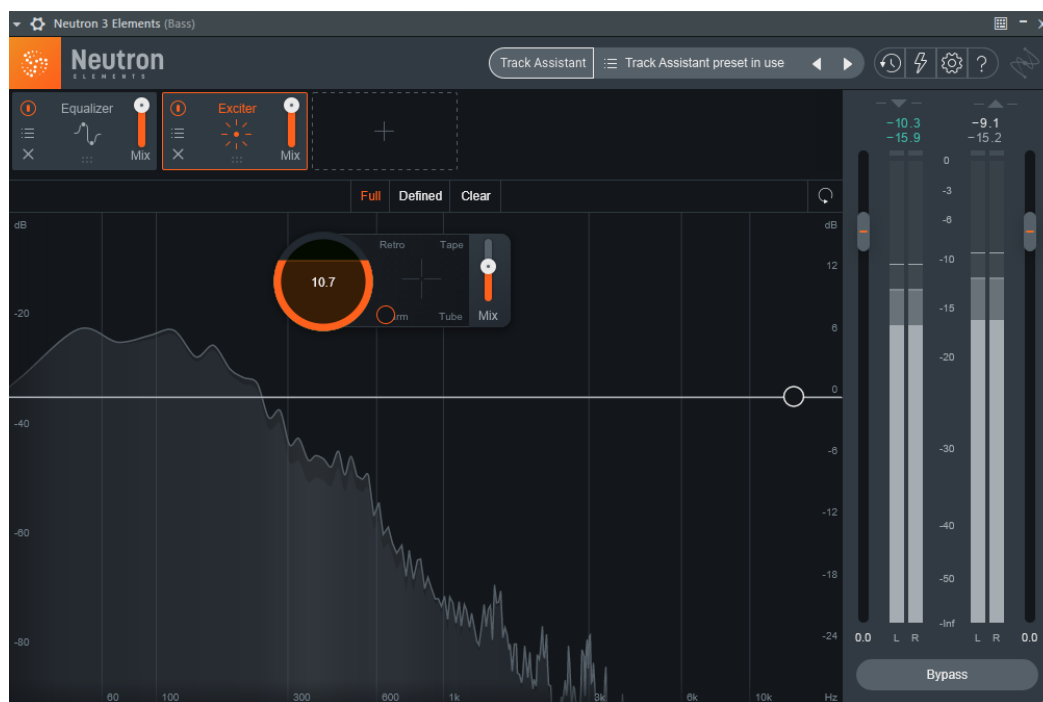 Neutron 3 Elements (Bass)
Neutron
ELEMENTS
Track Assistant
Track Assistant preset in use
?
Equalizer
Mix
Exciter
Mix
-10.3
-15.9
-9.1
-15.2
Full
Defined
Clear
dB
-20
-40
-60
-80
Retro
Tape
10.7
rm
Tube
Mix
dB
12
6
0
-6
-12
-18
-24
60
100
300
600
1k
3k
6k
10k
Hz
0
-3
-6
-10
-15
-20
-30
-40
-50
-Inf
0.0
L R
L R
0.0
Bypass